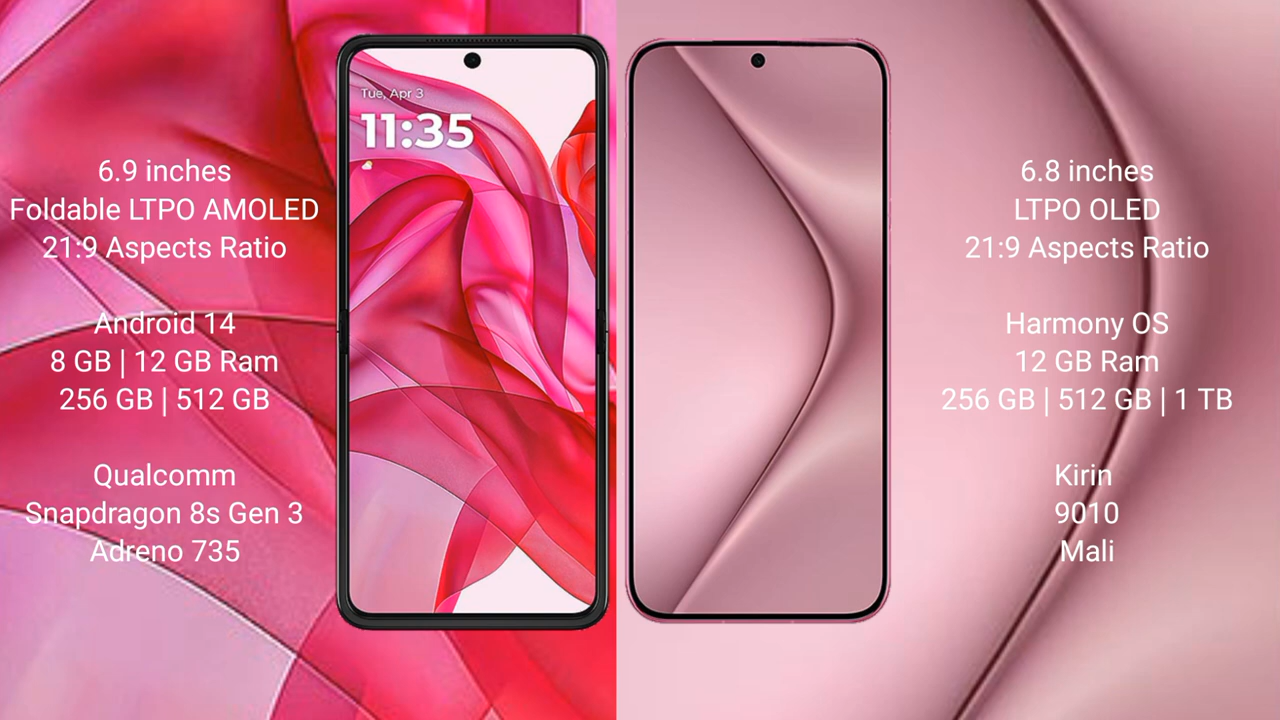 6.9 inches
Foldable LTPO AMOLED
21:9 Aspects Ratio
Android 14
8 GB | 12 GB Ram
256 GB | 512 GB
Qualcomm
Snapdragon 8s Gen 3
Adreno 735
Tue, Apr 3
11:35
6.8 inches
LTPO OLED
21:9 Aspects Ratio
Harmony OS
12 GB Ram
256 GB | 512 GB | 1 TB
Kirin
9010
Mali